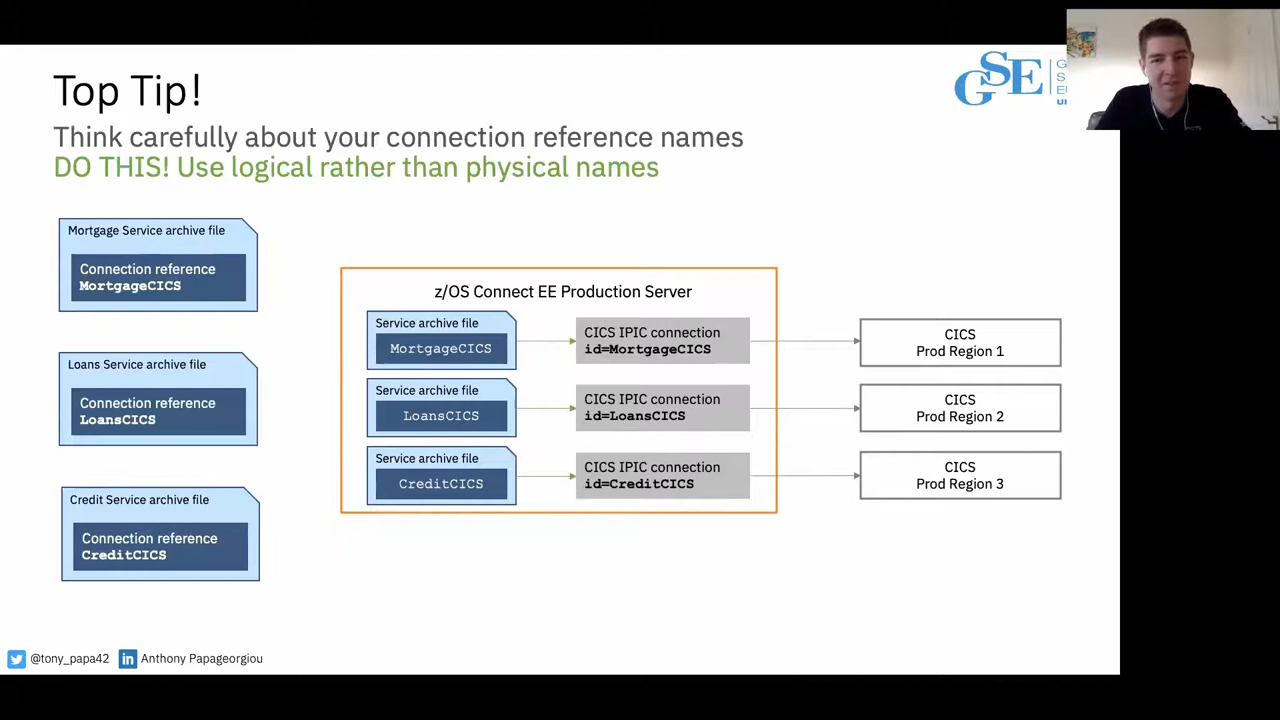 Top Tip!
Think carefully about your connection reference names
DO THIS! Use logical rather than physical names
GSE
Mortgage Service archive file
Connection reference
MortgageCICS
Loans Service archive file
Connection reference
LoansCICS
Credit Service archive file
Connection reference
CreditCICS
z/OS Connect EE Production Server
Service archive file
MortgageCICS
CICS IPIC connection
id=MortgageCICS
CICS
Prod Region 1
Service archive file
LoansCICS
CICS IPIC connection
id=LoansCICS
CICS
Prod Region 2
Service archive file
CreditCICS
CICS IPIC connection
id=CreditCICS
CICS
Prod Region 3
@tony_papa42
in
Anthony Papageorgiou